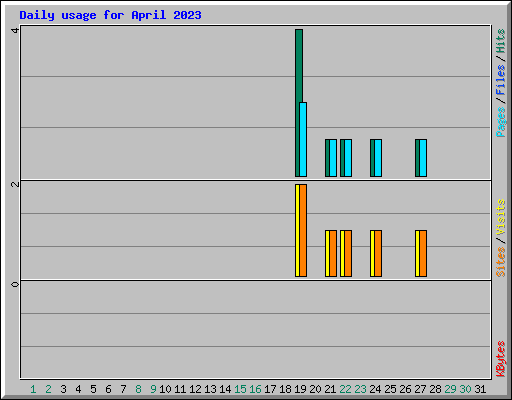 Daily usage for April 2023
4
2
0
Pages/Files/Hits
Sites/Visits
KBytes
1 2 3 4 5 6 7 8 9 10 11 12 13 14 15 16 17 18 19 20 21 22 23 24 25 26 27 28 29 30 31